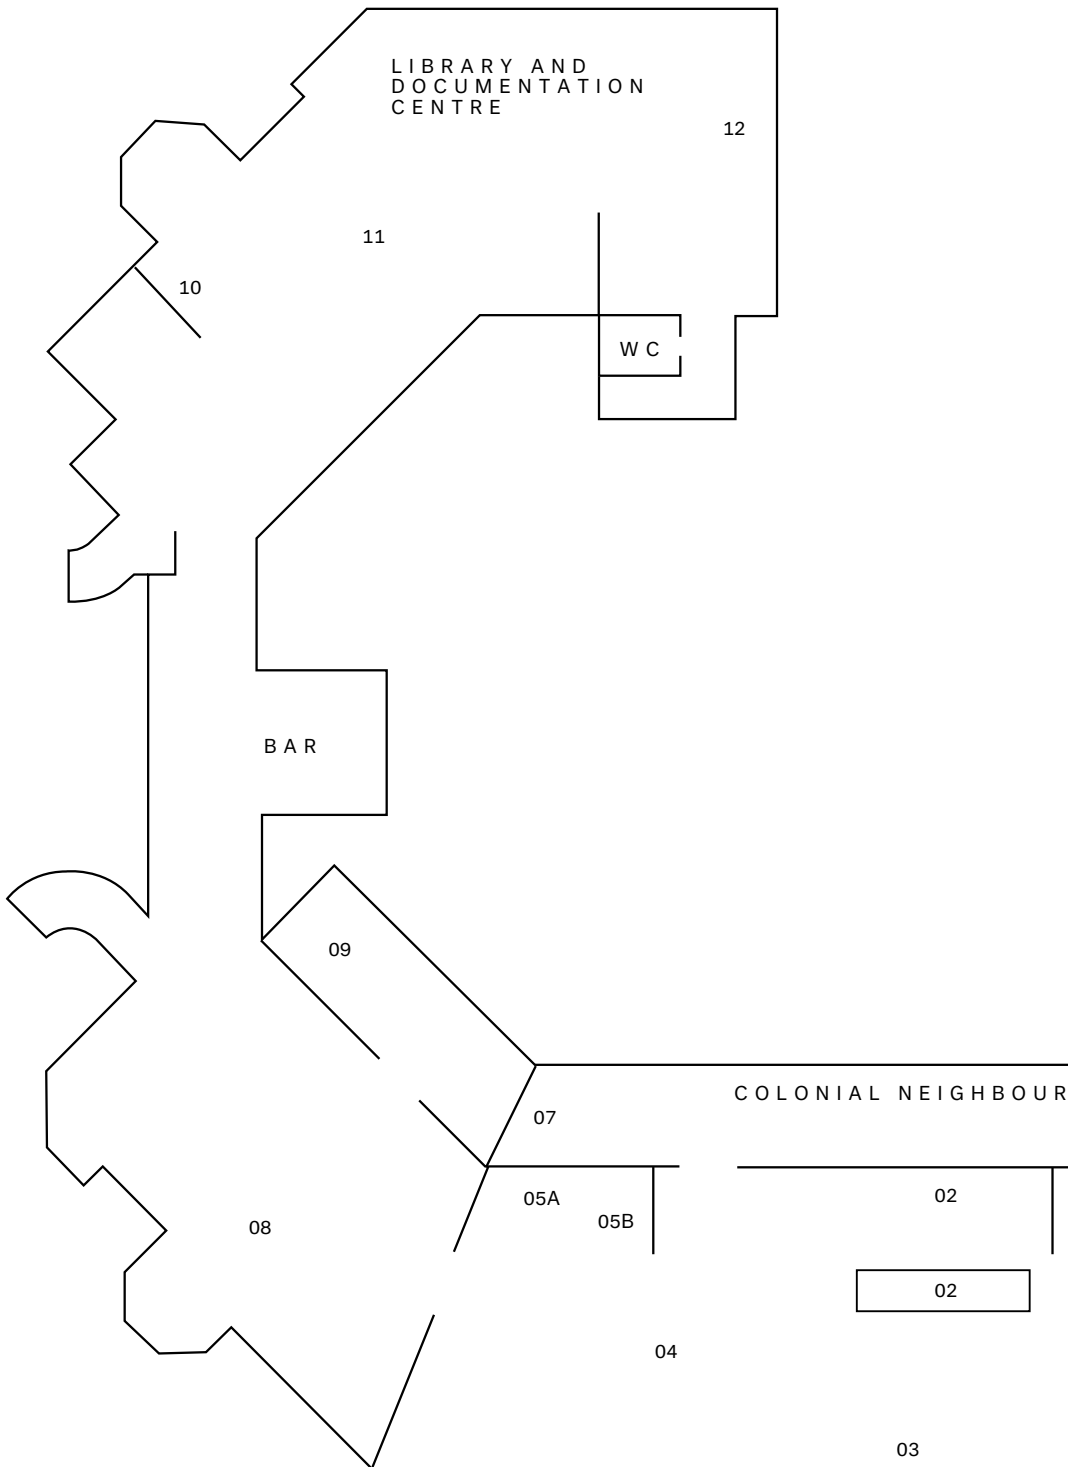 LIBRARY AND
DOCUMENTATION
CENTRE
12
11
10
WC
BAR
09
COLONIAL NEIGHBOUR
07
02
05A
05B
08
02
04
03